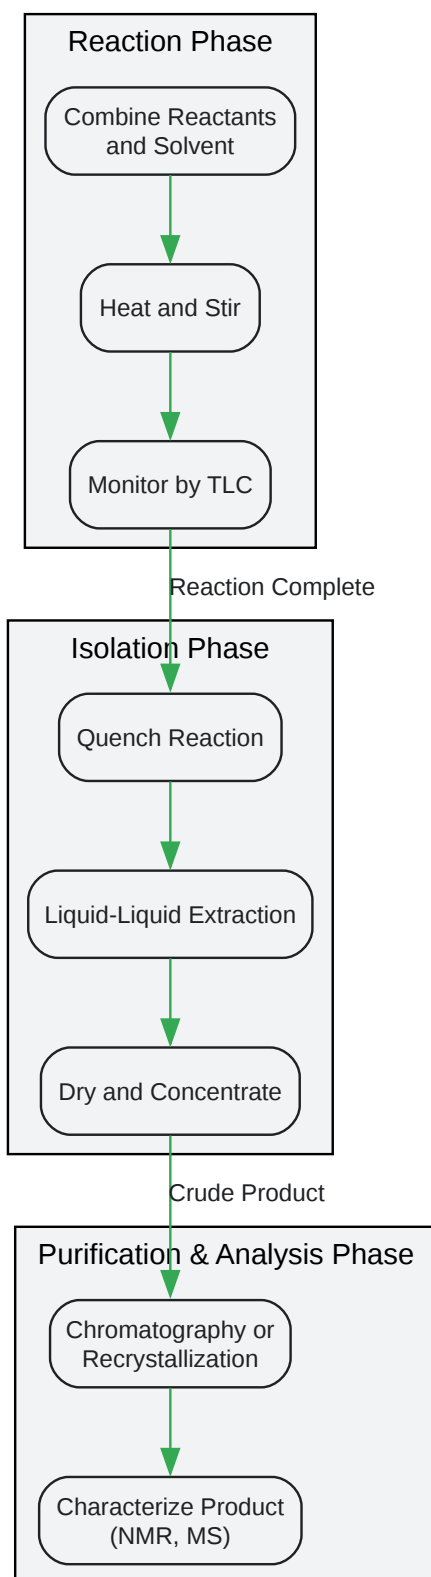 Reaction Phase
Combine Reactants
and Solvent
Heat and Stir
Monitor by TLC
Reaction Complete
Isolation Phase
Quench Reaction
Liquid-Liquid Extraction
Dry and Concentrate
Crude Product
Purification & Analysis Phase
Chromatography or
Recrystallization
Characterize Product
(NMR, MS)